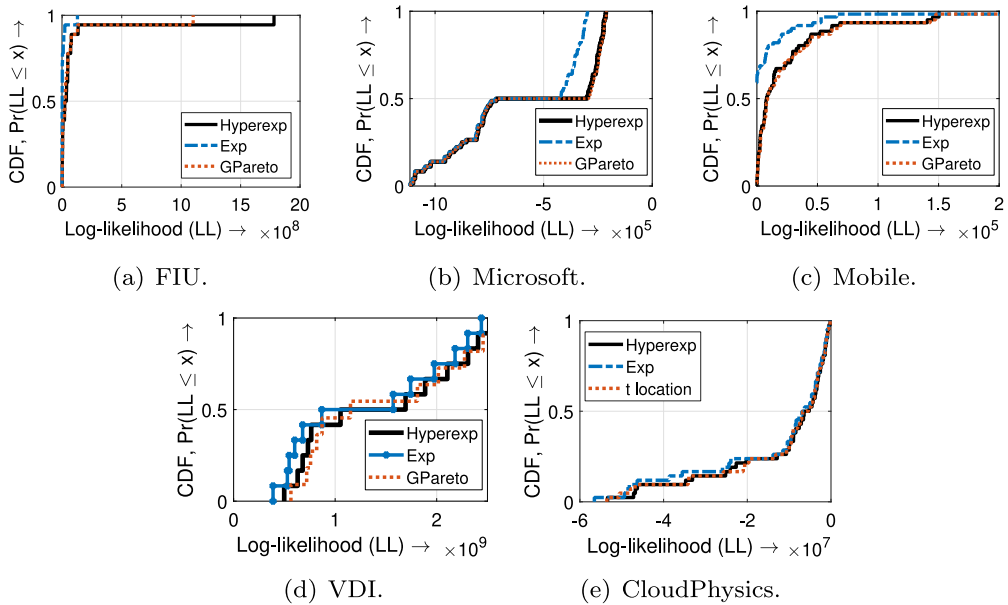 CDF, Pr(LL ≤ x) →
1
0.5
0
Hyperexp
Exp
GPareto
0 5 10 15 20
Log-likelihood (LL) → ×10^8
(a) FIU.
CDF, Pr(LL ≤ x) →
1
0.5
0
Hyperexp
Exp
GPareto
-10 -5 0
Log-likelihood (LL) → ×10^5
(b) Microsoft.
CDF, Pr(LL ≤ x) →
1
0.5
0
Hyperexp
Exp
GPareto
0 0.5 1 1.5 2
Log-likelihood (LL) → ×10^5
(c) Mobile.
CDF, Pr(LL ≤ x) →
1
0.5
0
Hyperexp
Exp
GPareto
0 1 2
Log-likelihood (LL) → ×10^9
(d) VDI.
CDF, Pr(LL ≤ x) →
1
0.5
0
Hyperexp
Exp
t location
-6 -4 -2 0
Log-likelihood (LL) → ×10^7
(e) CloudPhysics.